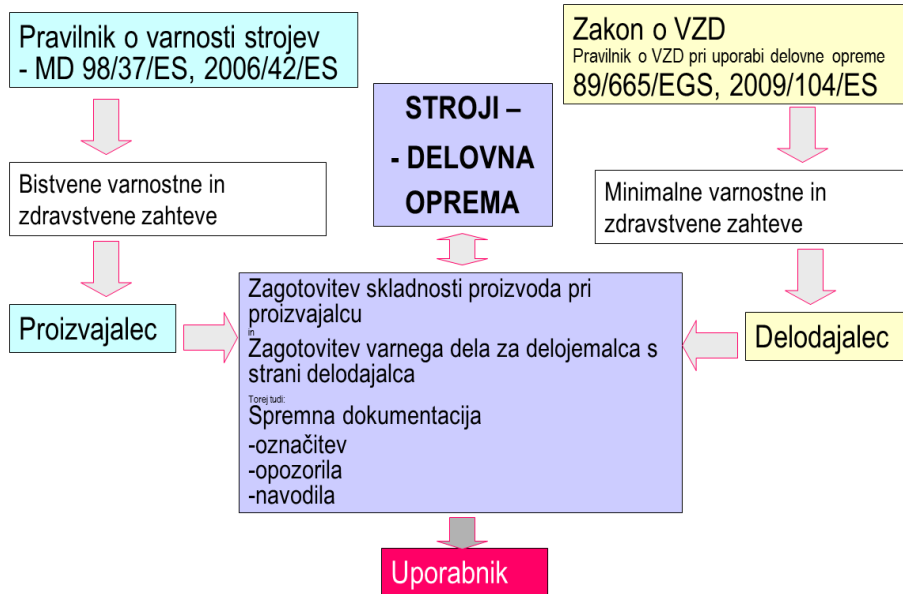 Pravilnik o varnosti strojev
- MD 98/37/ES, 2006/42/ES
Bistvene varnostne in
zdravstvene zahteve
Proizvajalec
STROJI –
- DELOVNA
OPREMA
Zakon o VZD
Pravilnik o VZD pri uporabi delovne opreme
89/665/EGS, 2009/104/ES
Minimalne varnostne in
zdravstvene zahteve
Delodajalec
Zagotovitev skladnosti proizvoda pri
proizvajalcu
in
Zagotovitev varnega dela za delojemalca s
strani delodajalca
Torej tudi:
Spremna dokumentacija
-označitev
-opozorila
-navodila
Uporabnik